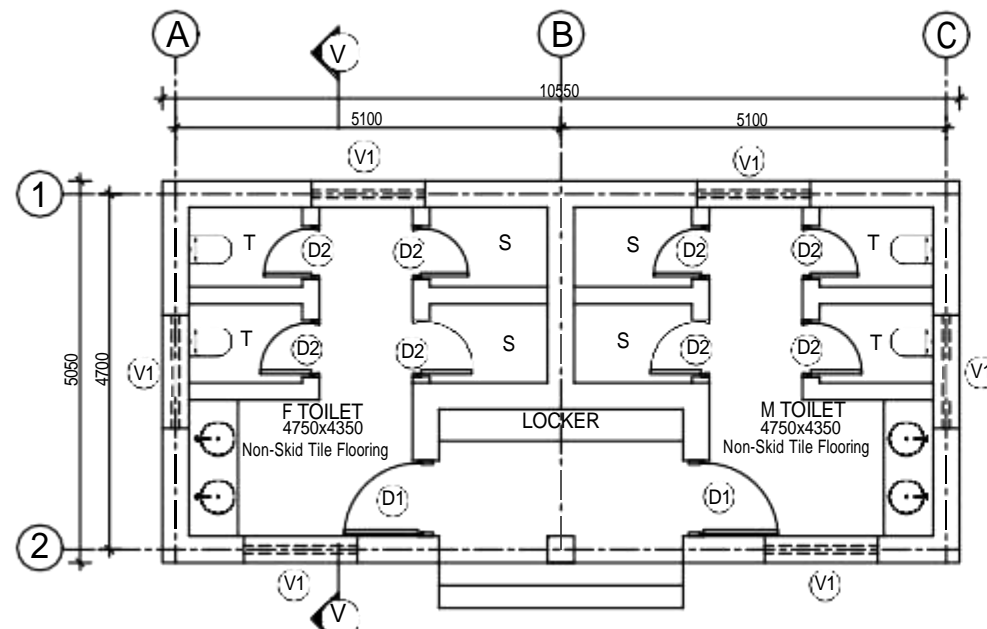 A
B
C
V
10550
5100
5100
V1
V1
1
T
D2
D2
S
S
D2
D2
T
5050
4700
T
D2
D2
S
S
D2
D2
T
V1
V1
F TOILET
4750x4350
Non-Skid Tile Flooring
LOCKER
M TOILET
4750x4350
Non-Skid Tile Flooring
D1
D1
2
V1
V1
V